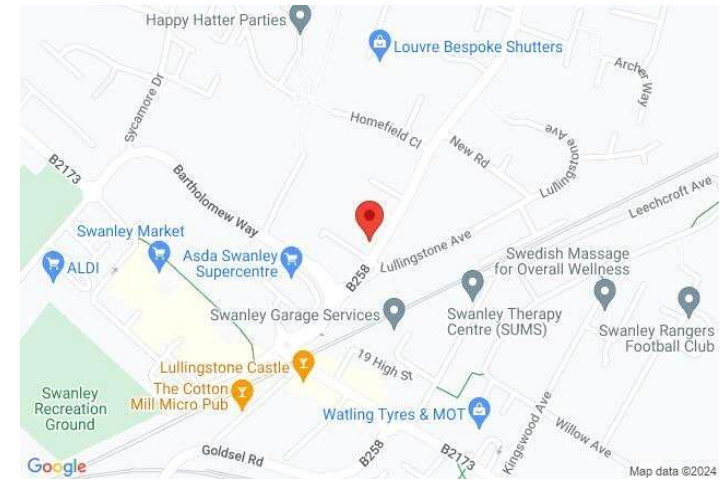 Happy Hatter Parties
Louvre Bespoke Shutters
Archer Way
Sycamore Dr
Homefield Cl
New Rd
Lullingstone Ave
B2173
Bartholomew Way
Leechcroft Ave
Swanley Market
ALDI
Asda Swanley
Supercentre
B258
Lullingstone Ave
Swedish Massage
for Overall Wellness
Swanley Garage Services
Swanley Therapy
Centre (SUMS)
Swanley Rangers
Football Club
19 High St
Lullingstone Castle
The Cotton
Mill Micro Pub
Swanley
Recreation
Ground
Watling Tyres & MOT
Kingswood Ave
Willow Ave
Goldsel Rd
B258
B2173
Google
Map data ©2024